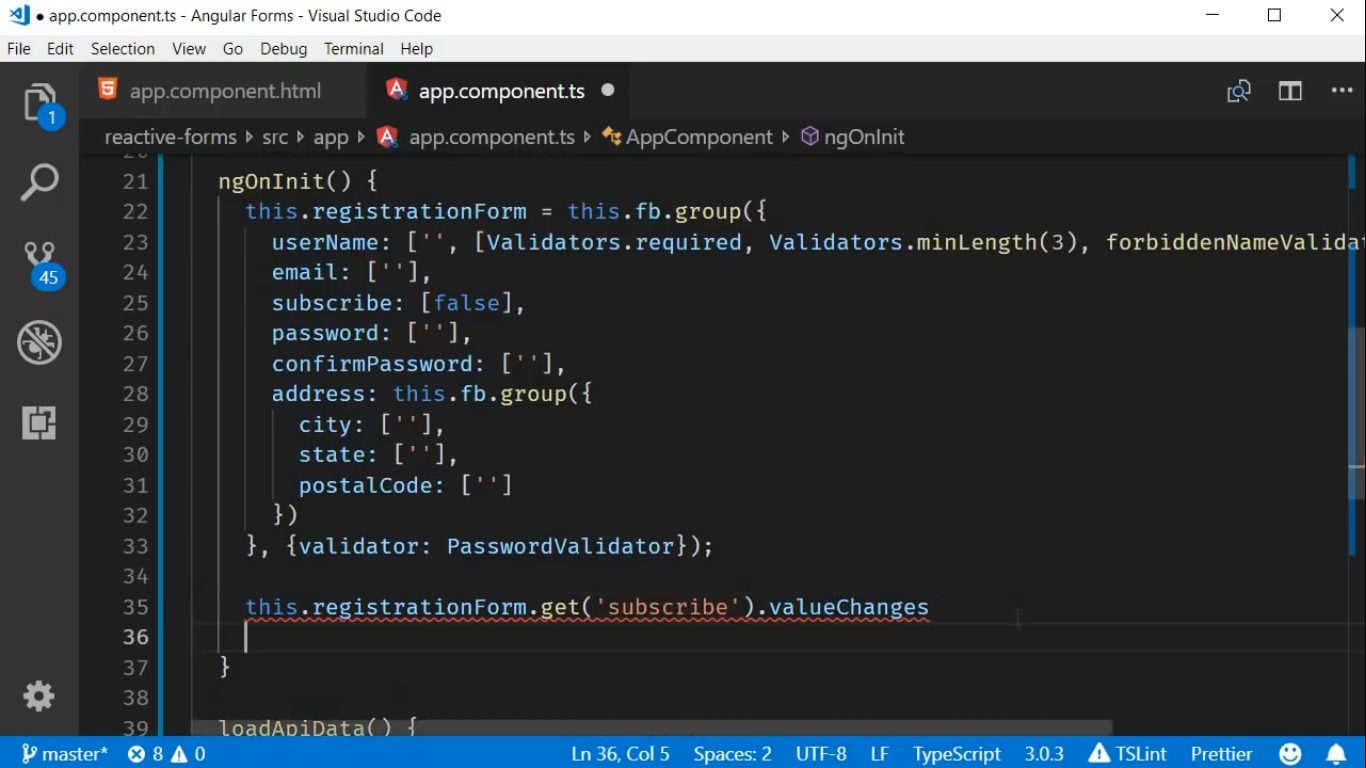 app.component.ts - Angular Forms - Visual Studio Code
File Edit Selection View Go Debug Terminal Help
1
app.component.html
app.component.ts
reactive-forms src app app.component.ts AppComponent ngOnInit
45
21 ngOnInit() {
22 this.registrationForm = this.fb.group({
23 userName: ['', [Validators.required, Validators.minLength(3), forbiddenNameValidat
24 email: [''],
25 subscribe: [false],
26 password: [''],
27 confirmPassword: [''],
28 address: this.fb.group({
29 city: [''],
30 state: [''],
31 postalCode: ['']
32 })
33 }, {validator: PasswordValidator});
34
35 this.registrationForm.get('subscribe').valueChanges
36
37 }
38
39 loadApiData() {
master* 8 0 Ln 36, Col 5 Spaces: 2 UTF-8 LF TypeScript 3.0.3 TSLint Prettier